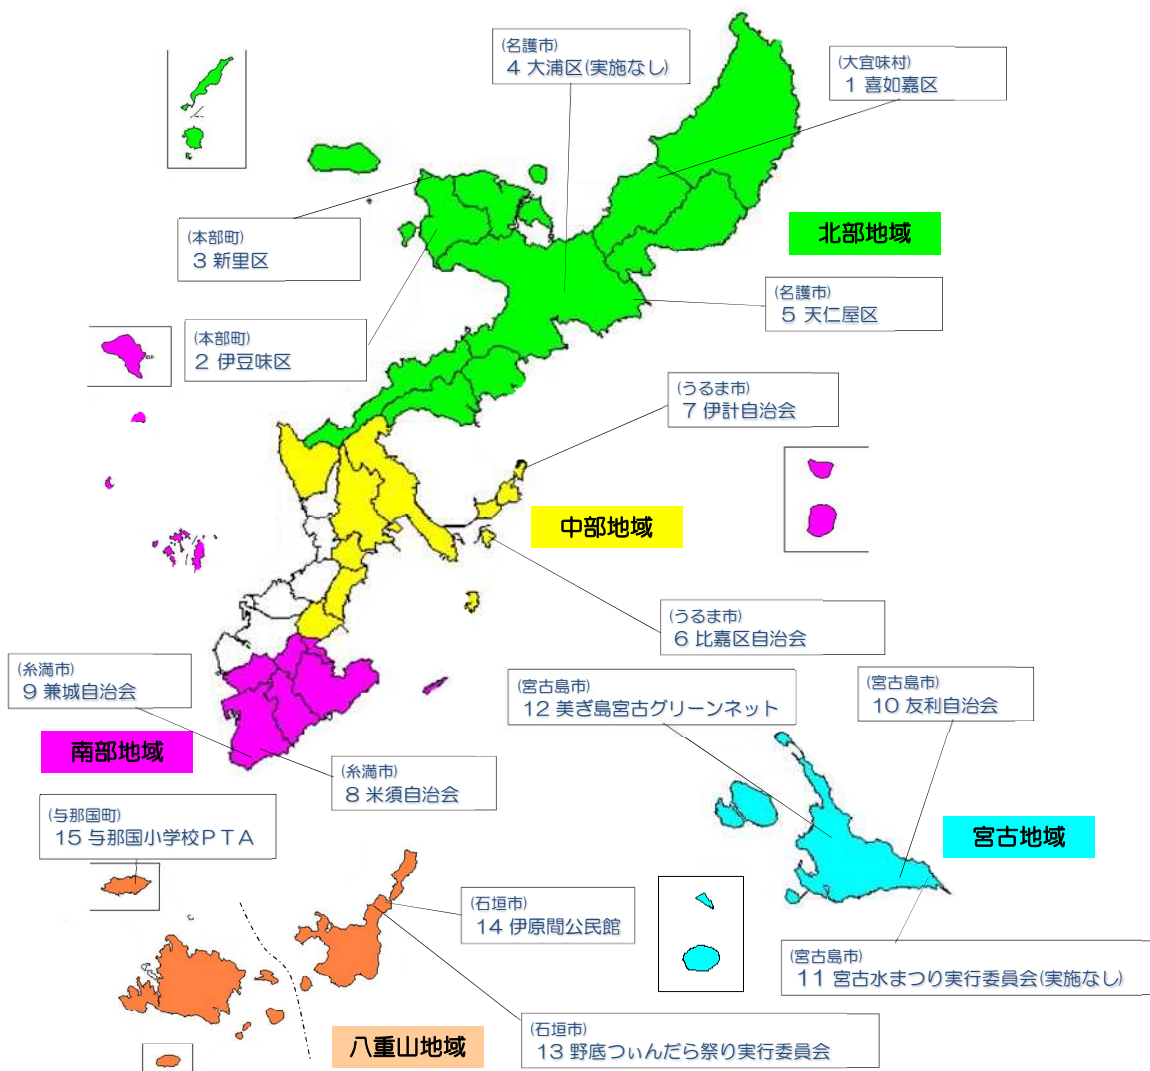 (名護市)
4 大浦区(実施なし)
(大宜味村)
1 喜如嘉区
(本部町)
3 新里区
北部地域
(名護市)
5 天仁屋区
(本部町)
2 伊豆味区
(うるま市)
7 伊計自治会
中部地域
(うるま市)
6 比嘉区自治会
(糸満市)
9 兼城自治会
(宮古島市)
12 美ぎ島宮古グリーンネット
(宮古島市)
10 友利自治会
南部地域
(糸満市)
8 米須自治会
(与那国町)
15 与那国小学校PTA
宮古地域
(石垣市)
14 伊原間公民館
(宮古島市)
11 宮古水まつり実行委員会(実施なし)
八重山地域
(石垣市)
13 野底つぃんだら祭り実行委員会